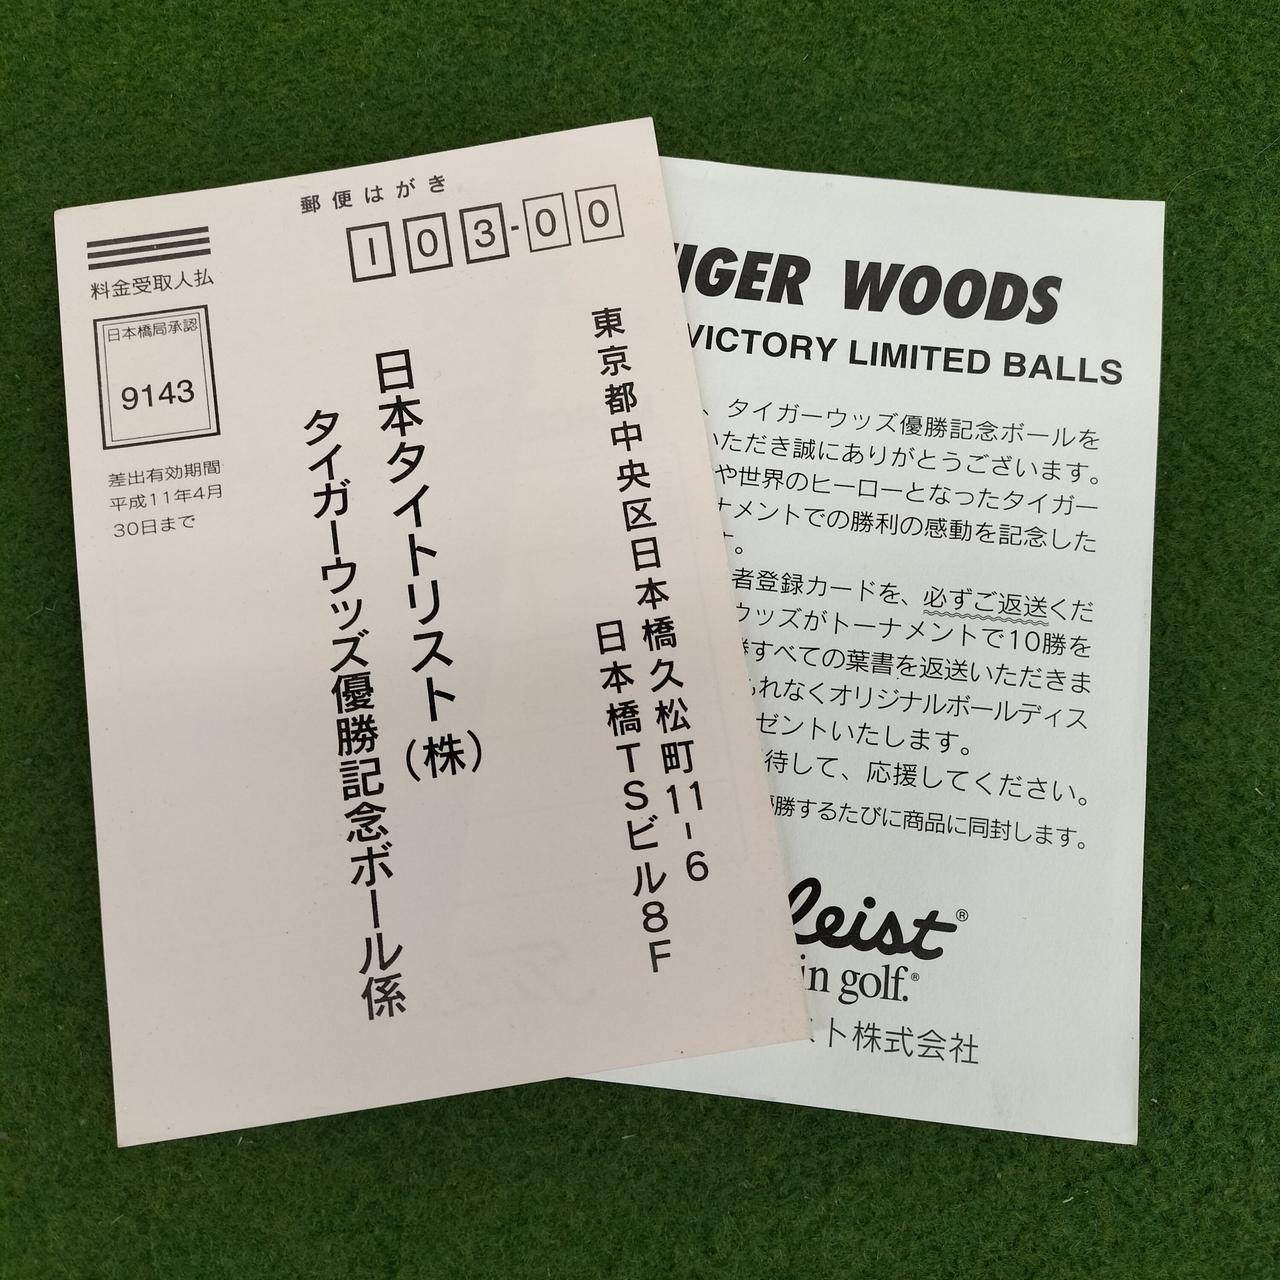 郵便はがき
103-00
料金受取人払
日本橋局承認
9143
差出有効期間
平成11年4月
30日まで
東京都中央区日本橋久松町11-6
日本橋TSビル8F
日本タイトリスト(株)
タイガーウッズ優勝記念ボール係
IGER WOODS
VICTORY LIMITED BALLS
、タイガーウッズ優勝記念ボールを
いただき誠にありがとうございます。
や世界のヒーローとなったタイガー
ナメントでの勝利の感動を記念した
。
者登録カードを、必ずご返送くだ
ウッズがトーナメントで10勝を
すべての葉書を返送いただきま
れなくオリジナルボールディス
ゼントいたします。
待して、応援してください。
優勝するたびに商品に同封します。
leist®
in golf.®
スト株式会社